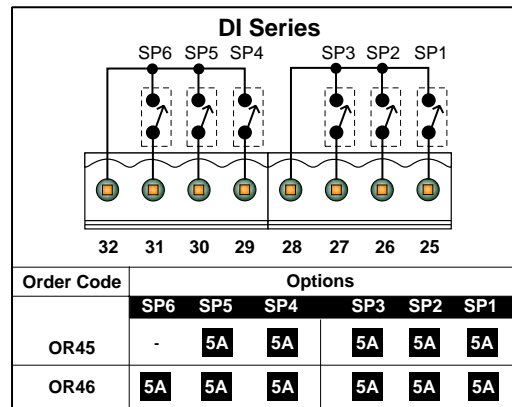 DI Series
SP6 SP5 SP4 SP3 SP2 SP1
32 31 30 29 28 27 26 25
Order Code Options
SP6 SP5 SP4 SP3 SP2 SP1
OR45 - 5A 5A 5A 5A 5A
OR46 5A 5A 5A 5A 5A 5A